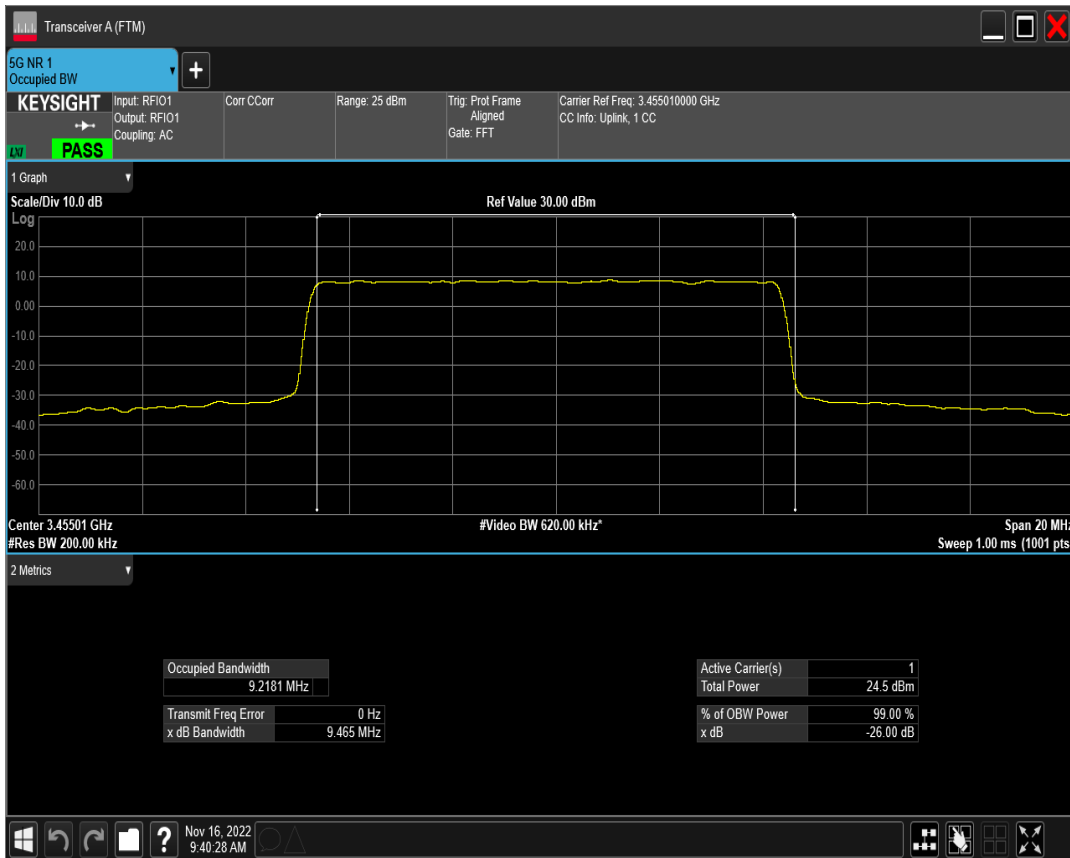 Transceiver A (FTM)
5G NR 1
Occupied BW
+
KEYSIGHT
LXI
PASS
Input: RFIO1
Output: RFIO1
Coupling: AC
Corr CCorr
Range: 25 dBm
Trig: Prot Frame
Aligned
Gate: FFT
Carrier Ref Freq: 3.455010000 GHz
CC Info: Uplink, 1 CC
1 Graph
Scale/Div 10.0 dB
Ref Value 30.00 dBm
Log
20.0
10.0
0.00
-10.0
-20.0
-30.0
-40.0
-50.0
-60.0
Center 3.45501 GHz
#Video BW 620.00 kHz*
Span 20 MHz
#Res BW 200.00 kHz
Sweep 1.00 ms (1001 pts
2 Metrics
Occupied Bandwidth
9.2181 MHz
Transmit Freq Error 0 Hz
x dB Bandwidth 9.465 MHz
Active Carrier(s) 1
Total Power 24.5 dBm
% of OBW Power 99.00 %
x dB -26.00 dB
?
Nov 16, 2022
9:40:28 AM